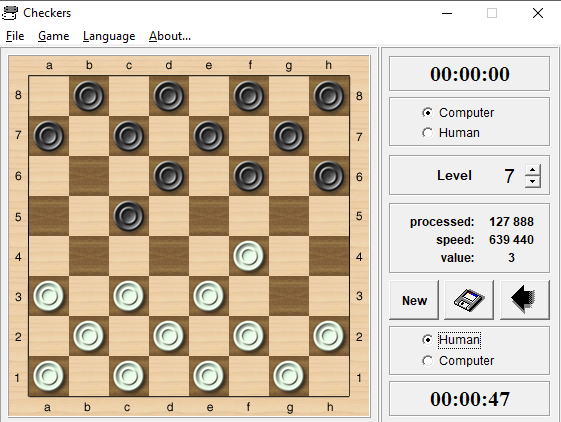 Checkers
File Game Language About...
a b c d e f g h
8 8
7 7
6 6
5 5
4 4
3 3
2 2
1 1
a b c d e f g h
00:00:00
Computer
Human
Level 7
processed: 127 888
speed: 639 440
value: 3
New
Human
Computer
00:00:47